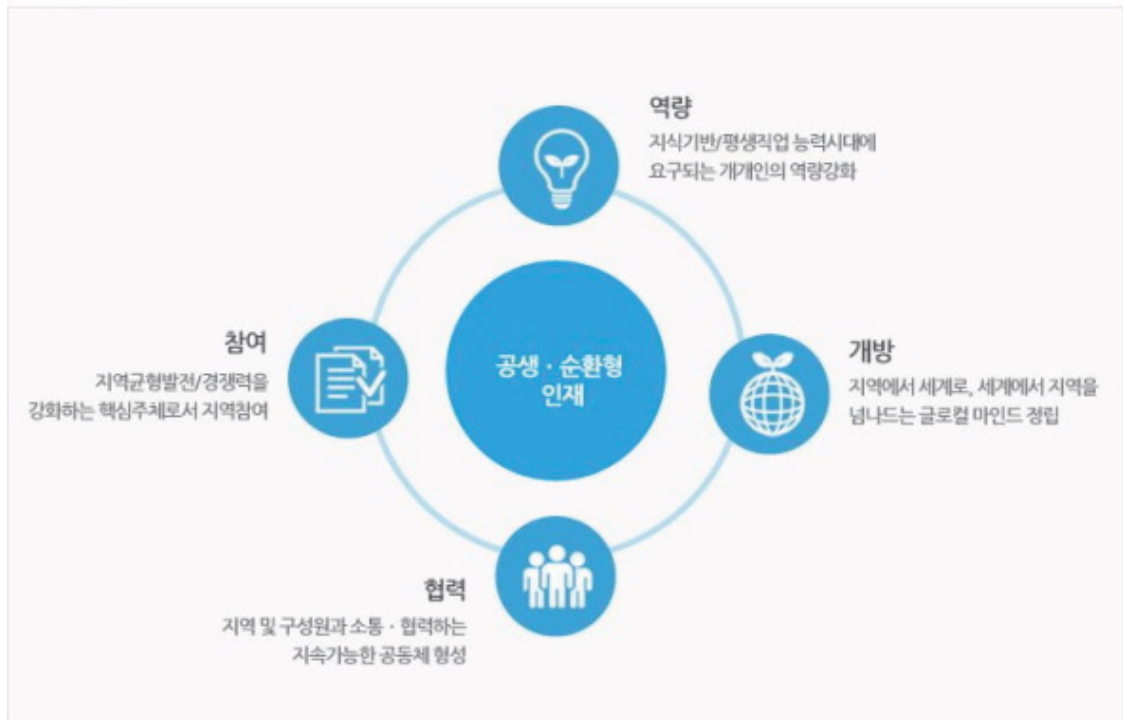 역량
지식기반/평생직업 능력시대에
요구되는 개개인의 역량강화
참여
지역균형발전/경쟁력을
강화하는 핵심주체로서 지역참여
공생 · 순환형
인재
개방
지역에서 세계로, 세계에서 지역을
넘나드는 글로컬 마인드 정립
협력
지역 및 구성원과 소통 · 협력하는
지속가능한 공동체 형성